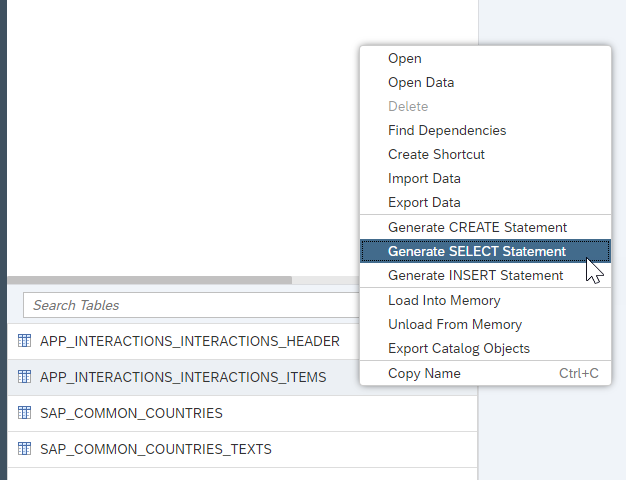 Open
Open Data
Delete
Find Dependencies
Create Shortcut
Import Data
Export Data
Generate CREATE Statement
Generate SELECT Statement
Generate INSERT Statement
Load Into Memory
Unload From Memory
Export Catalog Objects
Copy Name Ctrl+C
Search Tables
APP_INTERACTIONS_INTERACTIONS_HEADER
APP_INTERACTIONS_INTERACTIONS_ITEMS
SAP_COMMON_COUNTRIES
SAP_COMMON_COUNTRIES_TEXTS